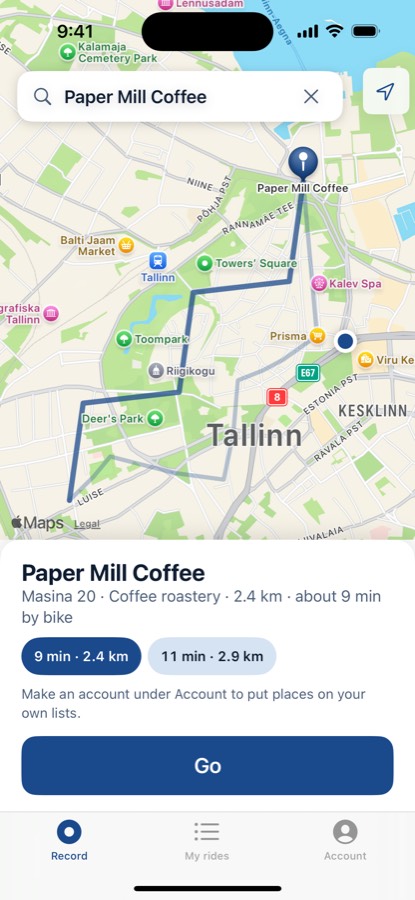 Lennusadam
9:41
Kalamaja
Cemetery Park
Paper Mill Coffee
NIINE
PÕHJA PST
Paper Mill Coffee
RANNAMÄE TEE
Balti Jaam
Market
Tallinn
Towers' Square
Kalev Spa
grafiska
Tallinn
Toompark
Prisma
Riigikogu
E67
Viru Ke
8
ESTONIA PST
KESKLINN
Deer's Park
Tallinn
RÄVALA PST
LUISE
Maps
Legal
Paper Mill Coffee
Masina 20 · Coffee roastery · 2.4 km · about 9 min
by bike
9 min · 2.4 km
11 min · 2.9 km
Make an account under Account to put places on your
own lists.
Go
Record
My rides
Account